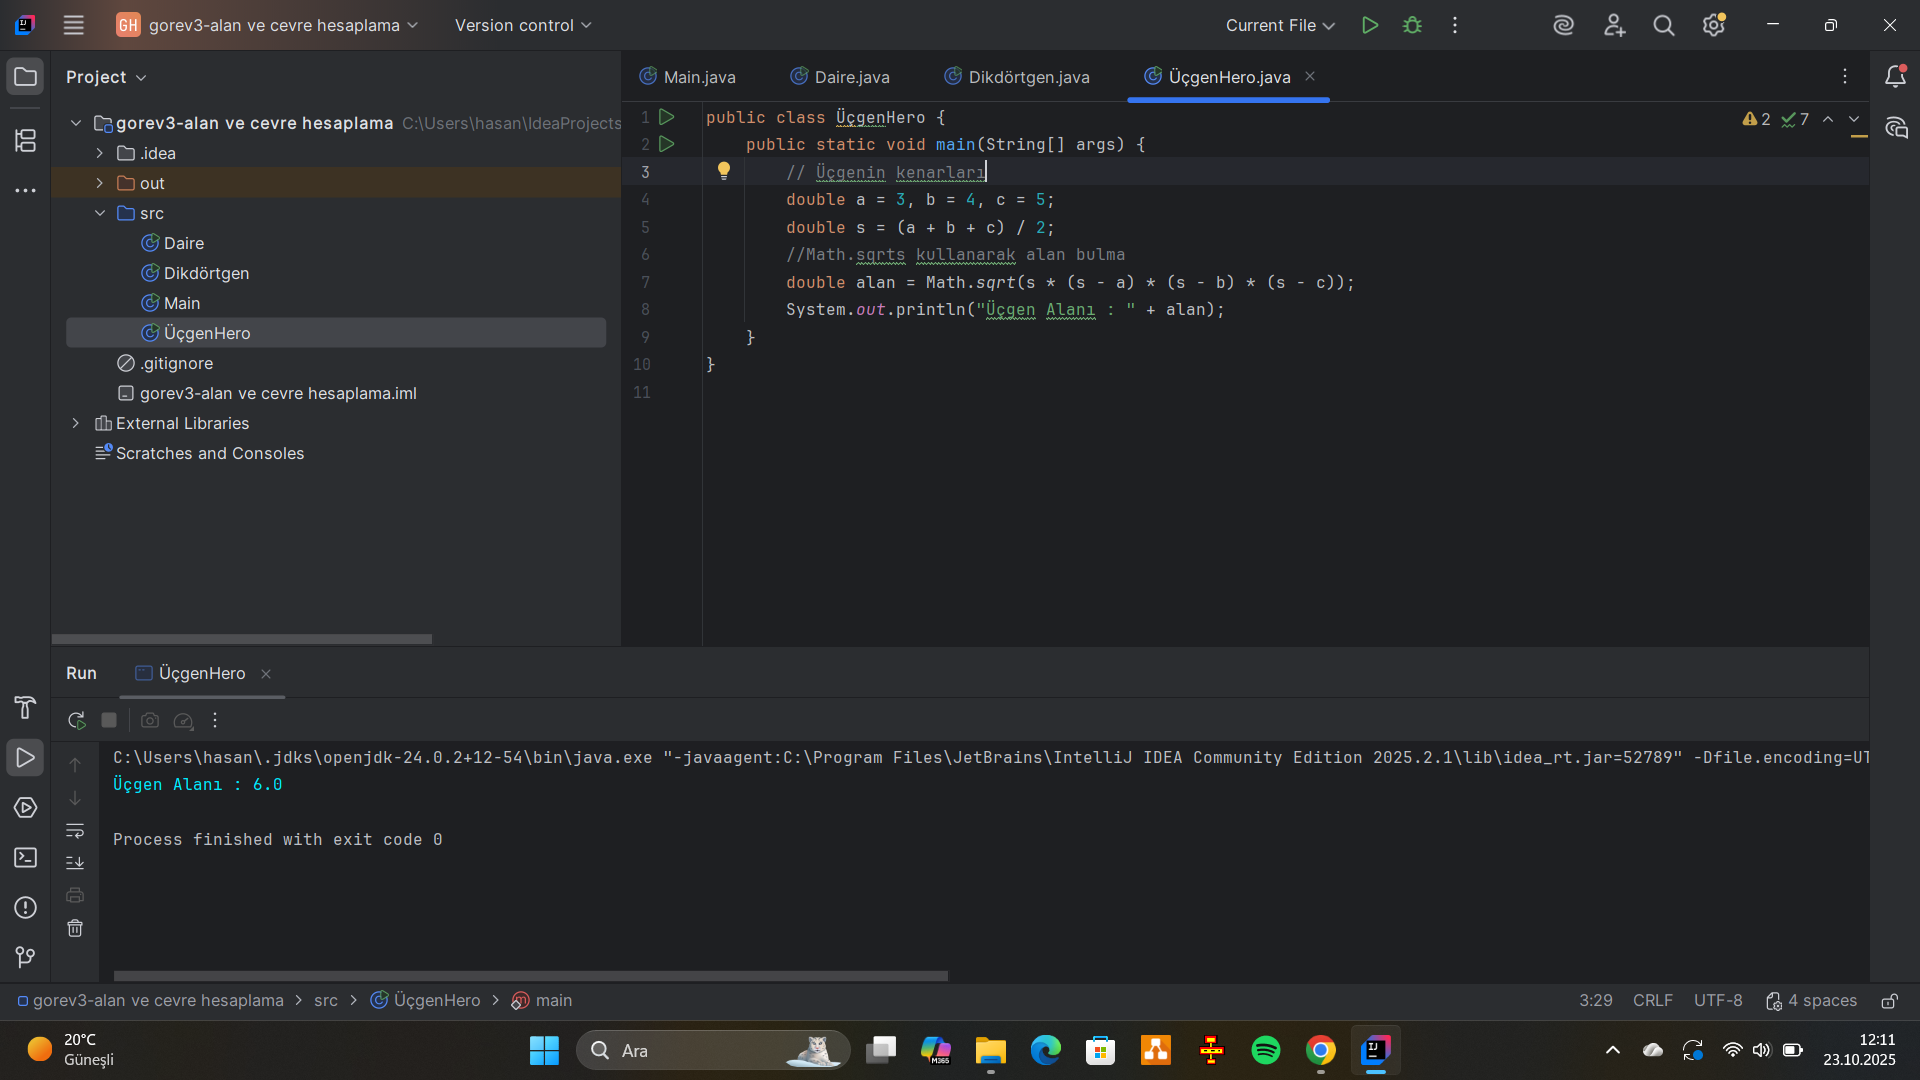 GH gorev3-alan ve cevre hesaplama Version control Current File
Project
Main.java Daire.java Dikdörtgen.java ÜçgenHero.java
gorev3-alan ve cevre hesaplama C:\Users\hasan\IdeaProjects
.idea
out
src
Daire
Dikdörtgen
Main
ÜçgenHero
.gitignore
gorev3-alan ve cevre hesaplama.iml
External Libraries
Scratches and Consoles
1 public class ÜçgenHero {
2 public static void main(String[] args) {
3 // Üçgenin kenarları
4 double a = 3, b = 4, c = 5;
5 double s = (a + b + c) / 2;
6 //Math.sqrts kullanarak alan bulma
7 double alan = Math.sqrt(s * (s - a) * (s - b) * (s - c));
8 System.out.println("Üçgen Alanı : " + alan);
9 }
10 }
11
2 7
Run ÜçgenHero
C:\Users\hasan\.jdks\openjdk-24.0.2+12-54\bin\java.exe "-javaagent:C:\Program Files\JetBrains\IntelliJ IDEA Community Edition 2025.2.1\lib\idea_rt.jar=52789" -Dfile.encoding=UT
Üçgen Alanı : 6.0
Process finished with exit code 0
gorev3-alan ve cevre hesaplama > src > ÜçgenHero > main 3:29 CRLF UTF-8 4 spaces
20°C
Güneşli
Ara
M365
12:11
23.10.2025